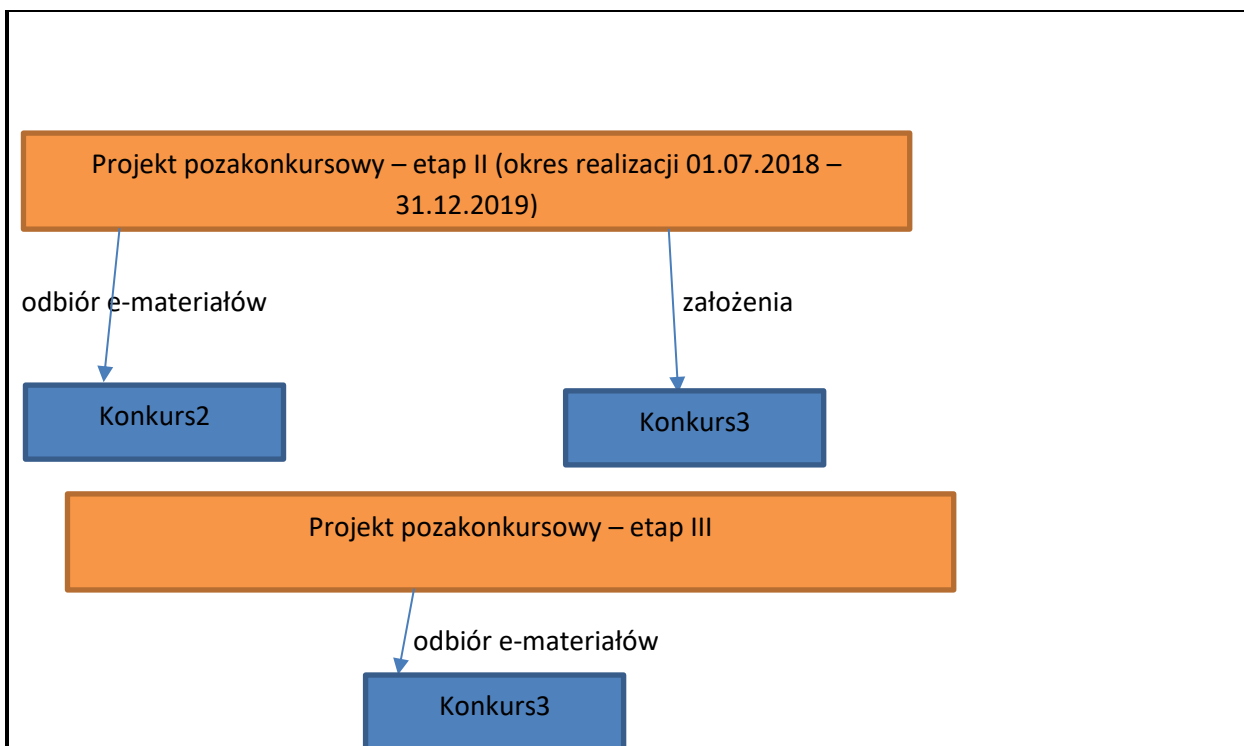 Projekt pozakonkursowy – etap II (okres realizacji 01.07.2018 –
31.12.2019)
odbiór e-materiałów
założenia
Konkurs2
Konkurs3
Projekt pozakonkursowy – etap III
odbiór e-materiałów
Konkurs3